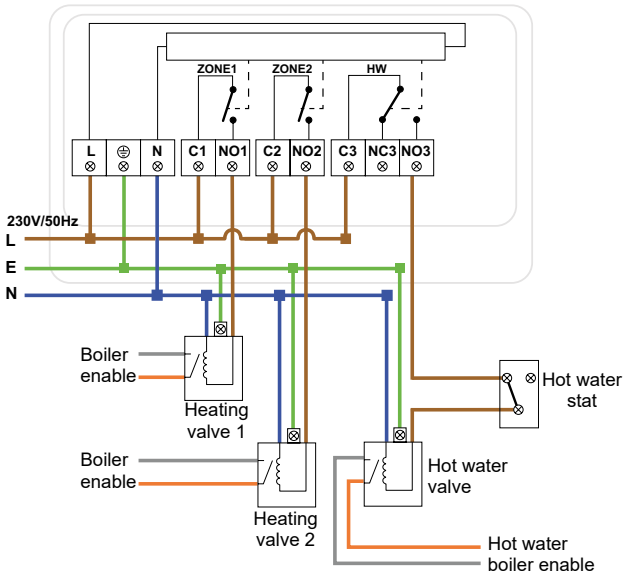 ZONE1 ZONE2 HW
L N C1 NO1 C2 NO2 C3 NC3 NO3
230V/50Hz
L
E
N
Boiler
enable
Heating
valve 1
Hot water
stat
Boiler
enable
Heating
valve 2
Hot water
valve
Hot water
boiler enable